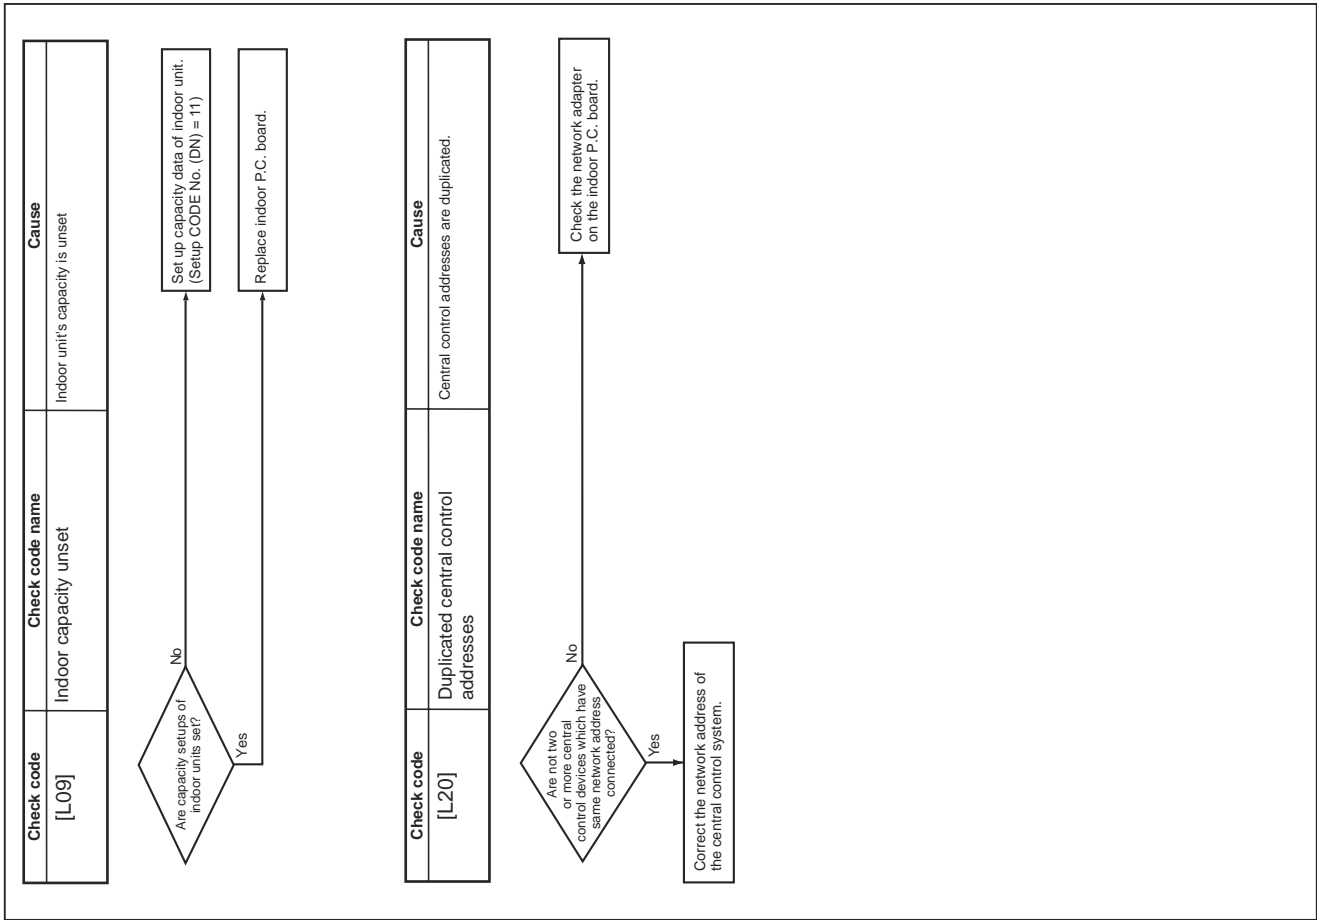 Check code
Check code name
Cause
[L09]
Indoor capacity unset
Indoor unit's capacity is unset
Are capacity setups of
indoor units set?
No
Set up capacity data of indoor unit.
(Setup CODE No. (DN) = 11)
Yes
Replace indoor P.C. board.
Check code
Check code name
Cause
[L20]
Duplicated central control
addresses
Central control addresses are duplicated.
Are not two
or more central
control devices which have
same network address
connected?
No
Check the network adapter
on the indoor P.C. board.
Yes
Correct the network address of
the central control system.